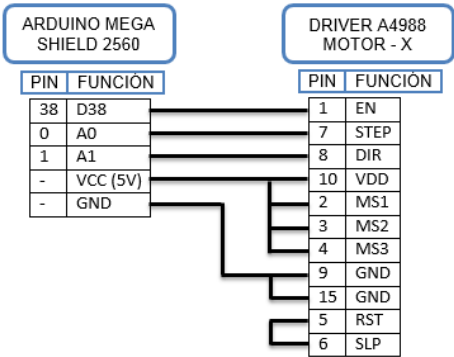 ARDUINO MEGA
SHIELD 2560
PIN FUNCIÓN
38 D38
0 A0
1 A1
- VCC (5V)
- GND
DRIVER A4988
MOTOR - X
PIN FUNCIÓN
1 EN
7 STEP
8 DIR
10 VDD
2 MS1
3 MS2
4 MS3
9 GND
15 GND
5 RST
6 SLP